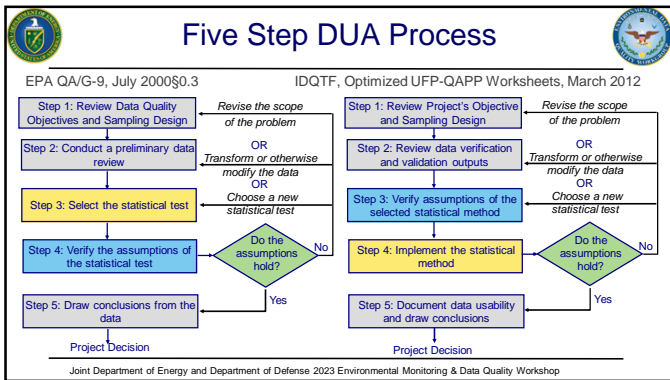 Five Step DUA Process
EPA QA/G-9, July 2000§0.3
Step 1: Review Data Quality
Objectives and Sampling Design
Revise the scope
of the problem
OR
Step 2: Conduct a preliminary data
review
Transform or otherwise
modify the data
OR
Step 3: Select the statistical test
Choose a new
statistical test
Step 4: Verify the assumptions of
the statistical test
Do the
assumptions
hold?
No
Yes
Step 5: Draw conclusions from the
data
Project Decision
IDQTF, Optimized UFP-QAPP Worksheets, March 2012
Step 1: Review Project's Objective
and Sampling Design
Revise the scope
of the problem
OR
Step 2: Review data verification
and validation outputs
Transform or otherwise
modify the data
OR
Step 3: Verify assumptions of the
selected statistical method
Choose a new
statistical test
Step 4: Implement the statistical
method
Do the
assumptions
hold?
No
Yes
Step 5: Document data usability
and draw conclusions
Project Decision
Joint Department of Energy and Department of Defense 2023 Environmental Monitoring & Data Quality Workshop